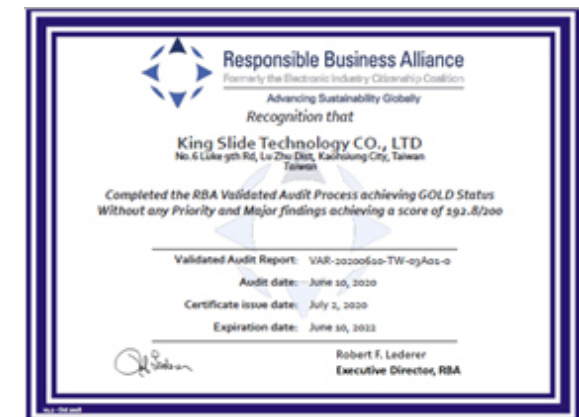 Responsible Business Alliance
Formerly the Electronic Industry Citizenship Coalition
Advancing Sustainability Globally
Recognition that
King Slide Technology CO., LTD
No.6 Luke 9th Rd, Lu Zhu Dist, Kaohsiung City, Taiwan
Taiwan
Completed the RBA Validated Audit Process achieving GOLD Status
Without any Priority and Major findings achieving a score of 192.8/200
Validated Audit Report: VAR-20200610-TW-03A01-0
Audit date: June 10, 2020
Certificate issue date: July 2, 2020
Expiration date: June 10, 2022
Robert F. Lederer
Executive Director, RBA